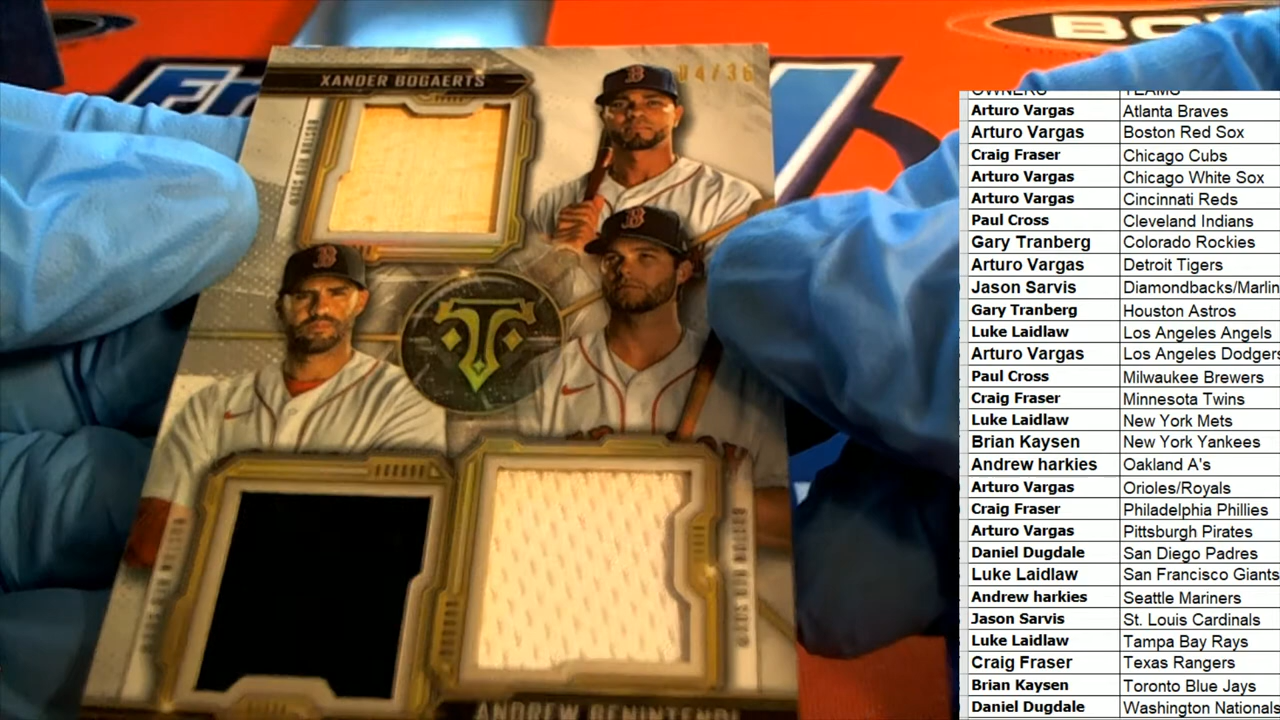 XANDER BOGAERTS
04/36
B
B
B
ANDREW BENINTENDI
OWNERS TEAMS
Arturo Vargas Atlanta Braves
Arturo Vargas Boston Red Sox
Craig Fraser Chicago Cubs
Arturo Vargas Chicago White Sox
Arturo Vargas Cincinnati Reds
Paul Cross Cleveland Indians
Gary Tranberg Colorado Rockies
Arturo Vargas Detroit Tigers
Jason Sarvis Diamondbacks/Marlin
Gary Tranberg Houston Astros
Luke Laidlaw Los Angeles Angels
Arturo Vargas Los Angeles Dodgers
Paul Cross Milwaukee Brewers
Craig Fraser Minnesota Twins
Luke Laidlaw New York Mets
Brian Kaysen New York Yankees
Andrew harkies Oakland A's
Arturo Vargas Orioles/Royals
Craig Fraser Philadelphia Phillies
Arturo Vargas Pittsburgh Pirates
Daniel Dugdale San Diego Padres
Luke Laidlaw San Francisco Giants
Andrew harkies Seattle Mariners
Jason Sarvis St. Louis Cardinals
Luke Laidlaw Tampa Bay Rays
Craig Fraser Texas Rangers
Brian Kaysen Toronto Blue Jays
Daniel Dugdale Washington Nationals